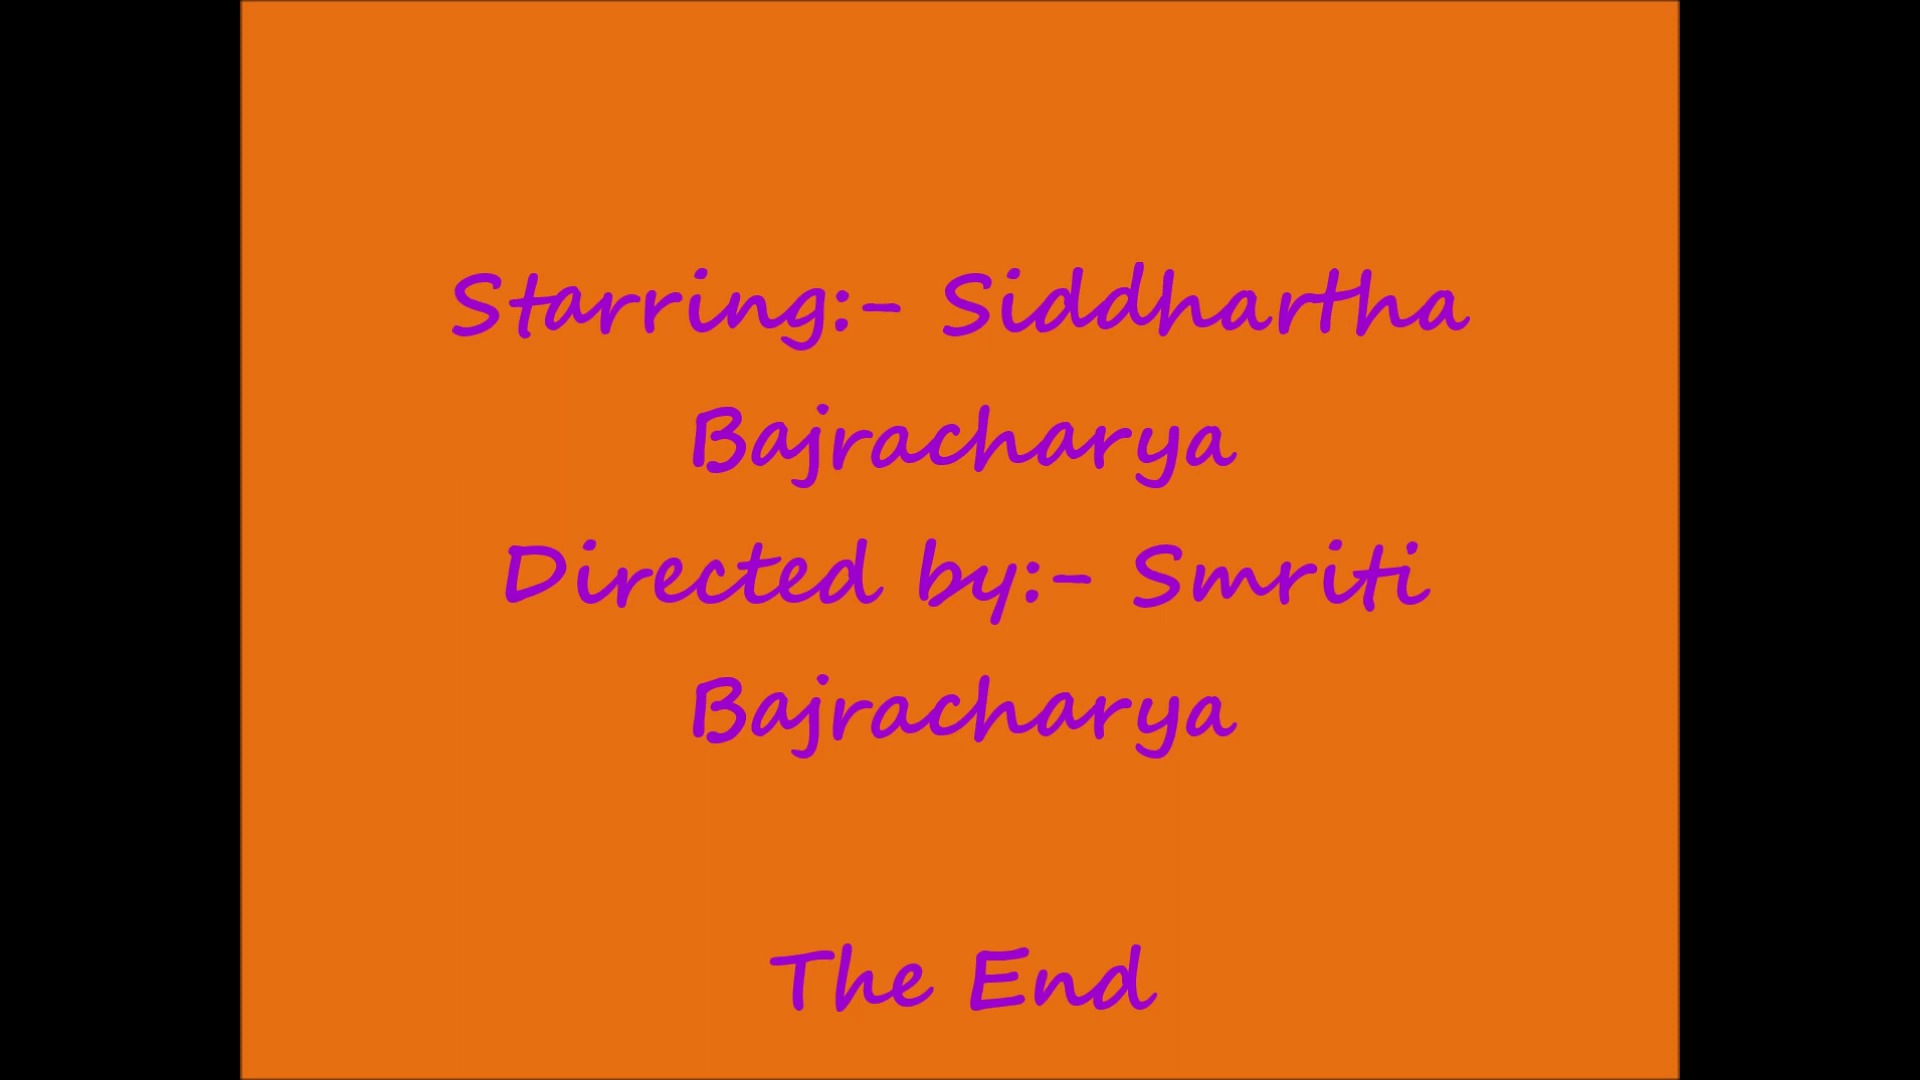 Starring:- Siddhartha
Bajracharya
Directed by:- Smriti
Bajracharya
The End